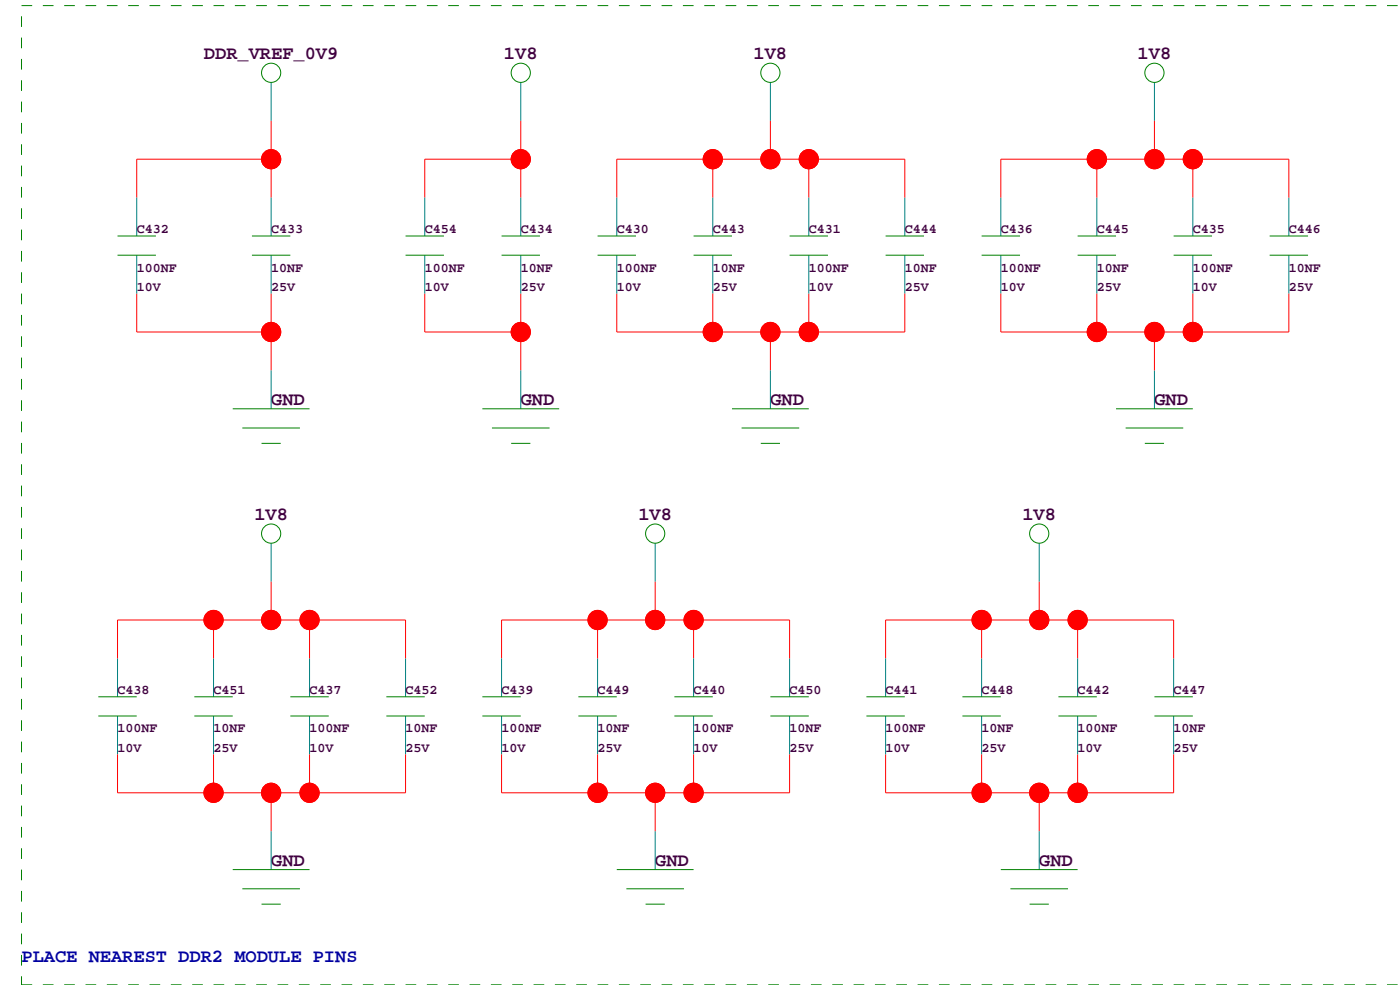 DDR_VREF_0V9 1V8 1V8 1V8
C432 C433 C454 C434 C430 C443 C431 C444 C436 C445 C435 C446
100NF 10NF 100NF 10NF 100NF 10NF 100NF 10NF 100NF 10NF 100NF 10NF
10V 25V 10V 25V 10V 25V 10V 25V 10V 25V 10V 25V
GND GND GND GND
1V8 1V8 1V8
C438 C451 C437 C452 C439 C449 C440 C450 C441 C448 C442 C447
100NF 10NF 100NF 10NF 100NF 10NF 100NF 10NF 100NF 10NF 100NF 10NF
10V 25V 10V 25V 10V 25V 10V 25V 10V 25V 10V 25V
GND GND GND
PLACE NEAREST DDR2 MODULE PINS